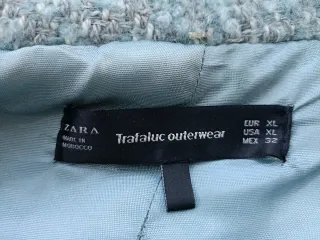 ZARA
MADE IN
MOROCCO
Trafaluc outerwear
EUR XL
USA XL
MEX 32